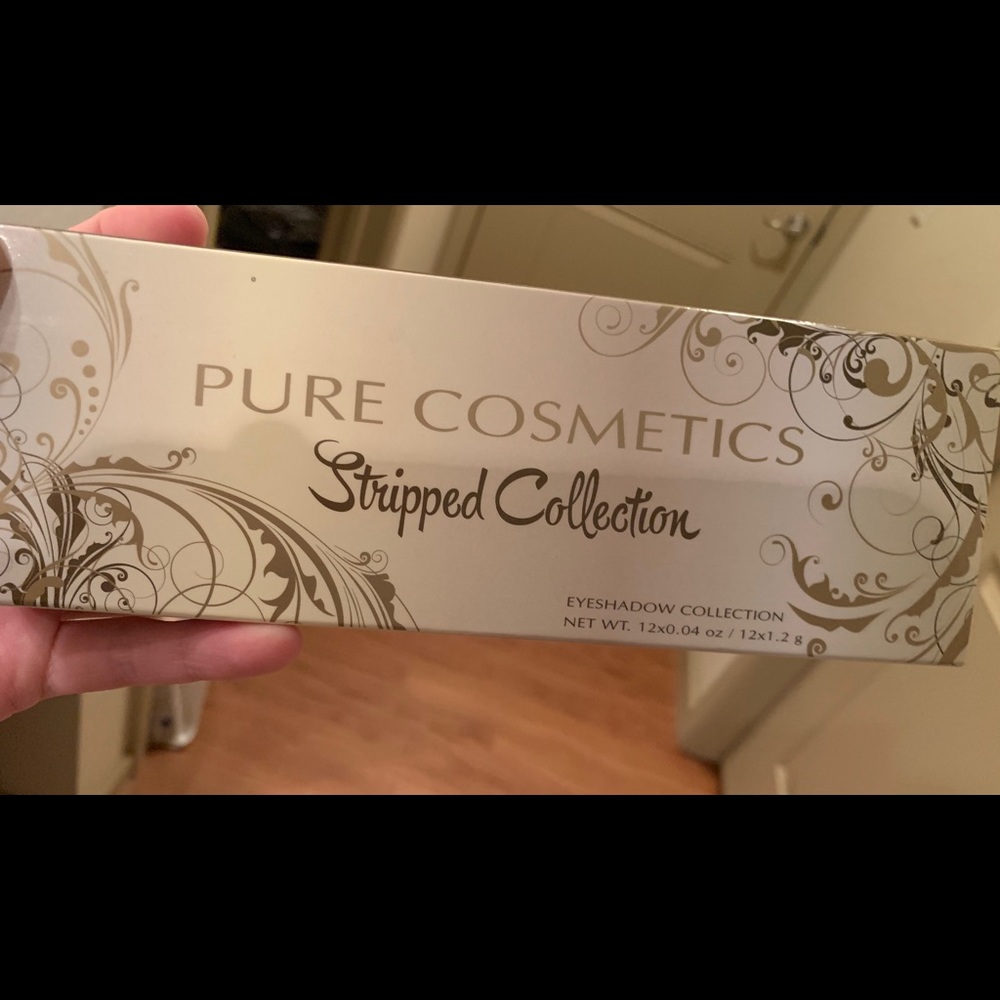 PURE COSMETICS
Stripped Collection
EYESHADOW COLLECTION
NET WT. 12x0.04 oz / 12x1.2 g